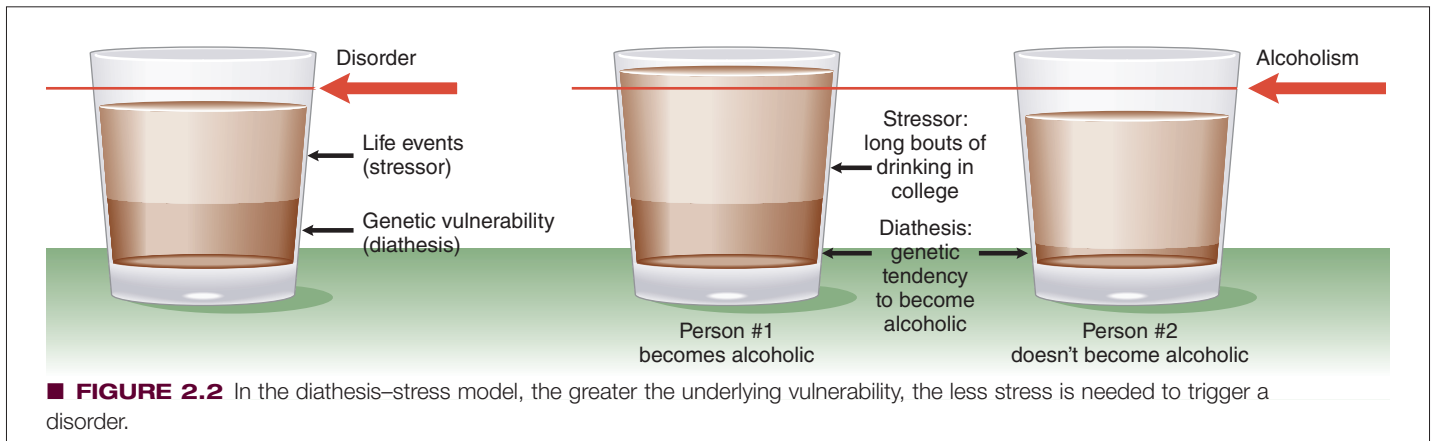 Disorder
Life events
(stressor)
Genetic vulnerability
(diathesis)
Alcoholism
Stressor:
long bouts of
drinking in
college
Diathesis:
genetic
tendency
to become
alcoholic
Person #1
becomes alcoholic
Person #2
doesn’t become alcoholic
■ FIGURE 2.2 In the diathesis–stress model, the greater the underlying vulnerability, the less stress is needed to trigger a
disorder.